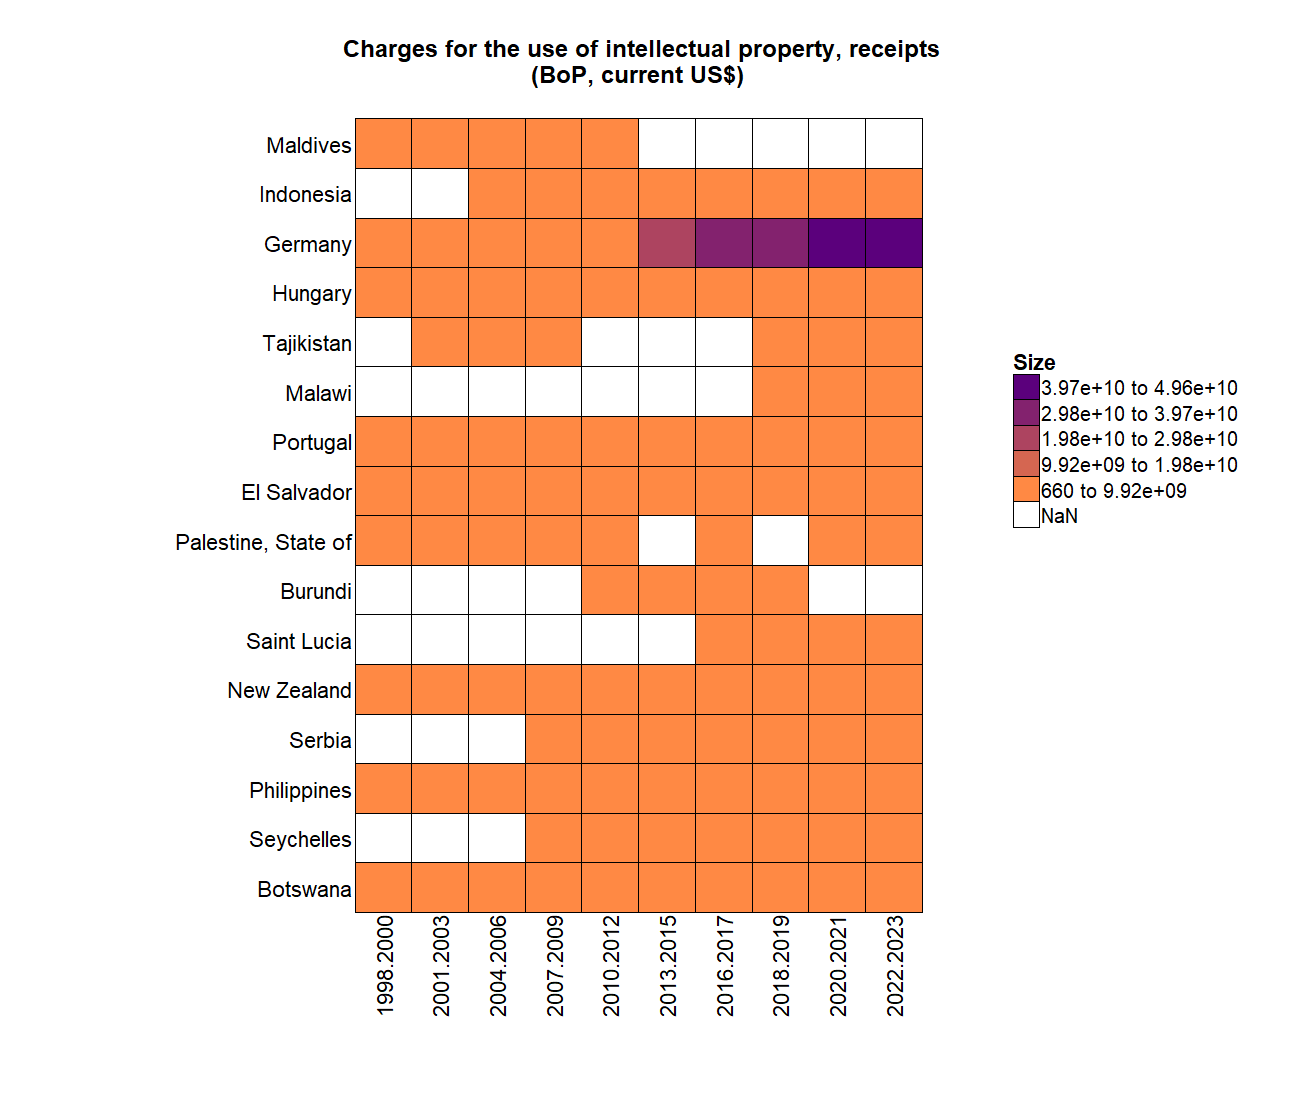 Charges for the use of intellectual property, receipts
(BoP, current US$)
Maldives
Indonesia
Germany
Hungary
Tajikistan
Malawi
Portugal
El Salvador
Palestine, State of
Burundi
Saint Lucia
New Zealand
Serbia
Philippines
Seychelles
Botswana
1998.2000
2001.2003
2004.2006
2007.2009
2010.2012
2013.2015
2016.2017
2018.2019
2020.2021
2022.2023
Size
3.97e+10 to 4.96e+10
2.98e+10 to 3.97e+10
1.98e+10 to 2.98e+10
9.92e+09 to 1.98e+10
660 to 9.92e+09
NaN